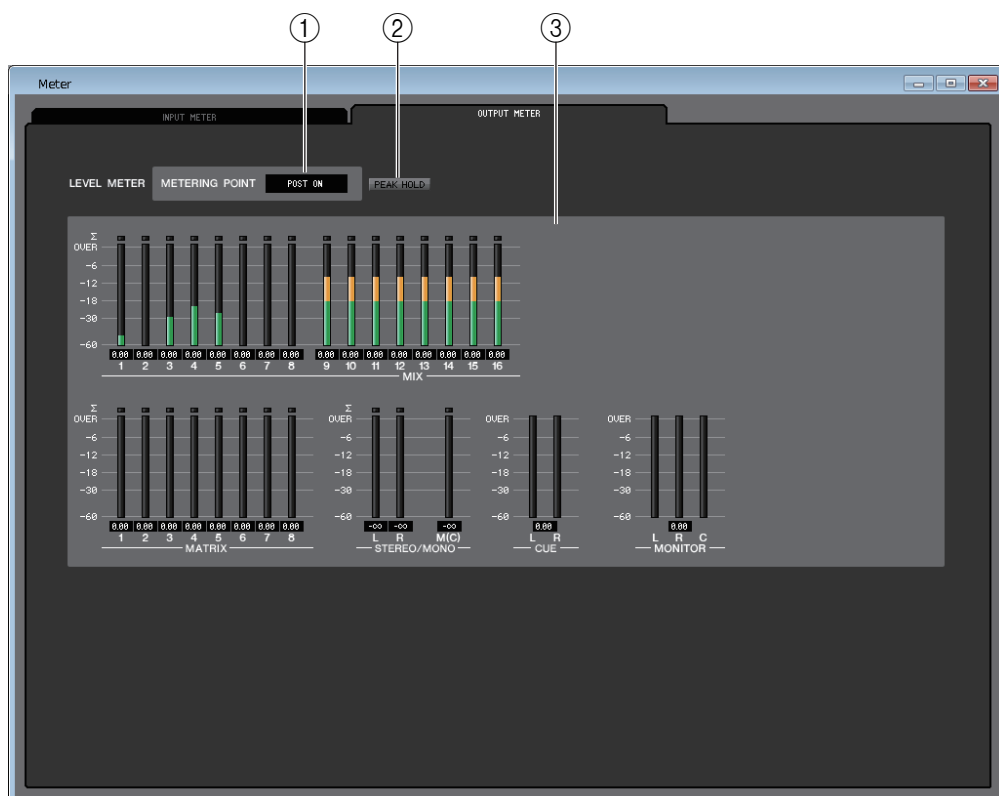 1 2 3
Meter
INPUT METER OUTPUT METER
LEVEL METER METERING POINT POST ON PEAK HOLD
Σ
OVER
-6
-12
-18
-30
-60
0.00 0.00 0.00 0.00 0.00 0.00 0.00 0.00 0.00 0.00 0.00 0.00 0.00 0.00 0.00 0.00
1 2 3 4 5 6 7 8 9 10 11 12 13 14 15 16
MIX
Σ Σ
OVER OVER OVER OVER
-6 -6 -6 -6
-12 -12 -12 -12
-18 -18 -18 -18
-30 -30 -30 -30
-60 -60 -60 -60
0.00 0.00 0.00 0.00 0.00 0.00 0.00 0.00 -∞ -∞ -∞ 0.00 0.00
1 2 3 4 5 6 7 8 L R M(C) L R L R C
MATRIX STEREO/MONO CUE MONITOR